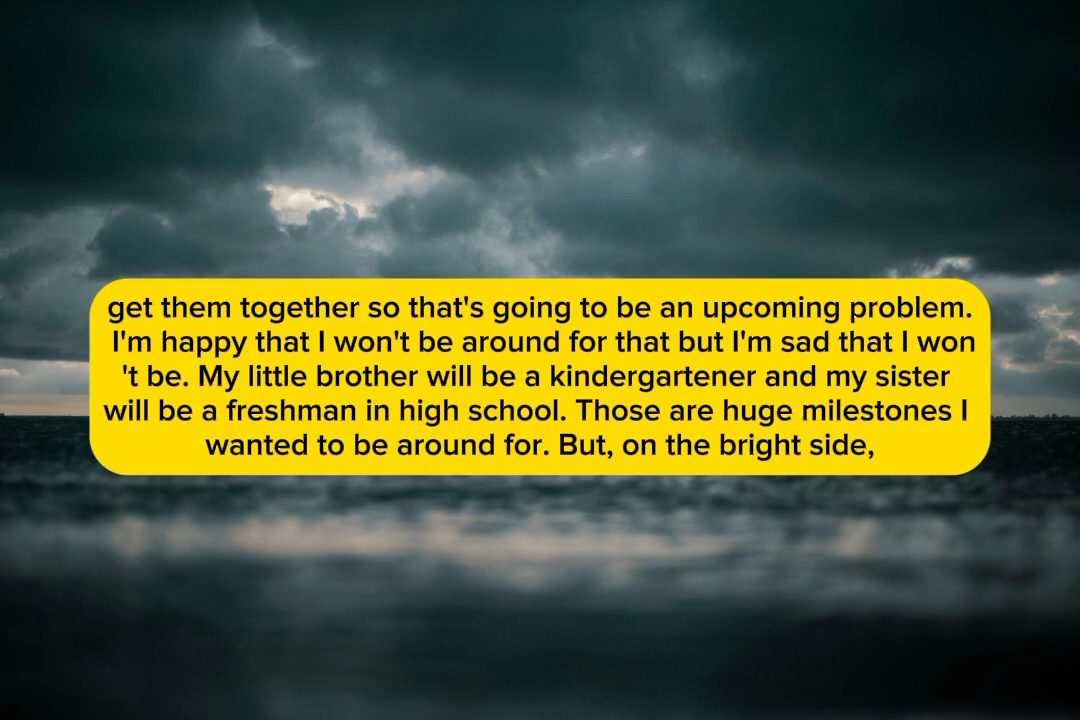 get them together so that's going to be an upcoming problem.
I'm happy that I won't be around for that but I'm sad that I won
't be. My little brother will be a kindergartener and my sister
will be a freshman in high school. Those are huge milestones I
wanted to be around for. But, on the bright side,